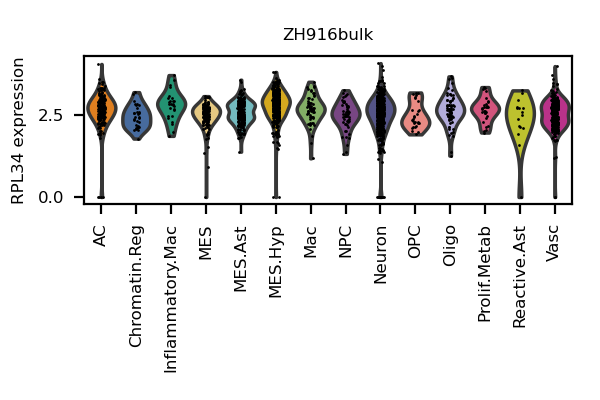 ZH916bulk
RPL34 expression
2.5
0.0
AC
Chromatin.Reg
Inflammatory.Mac
MES
MES.Ast
MES.Hyp
Mac
NPC
Neuron
OPC
Oligo
Prolif.Metab
Reactive.Ast
Vasc